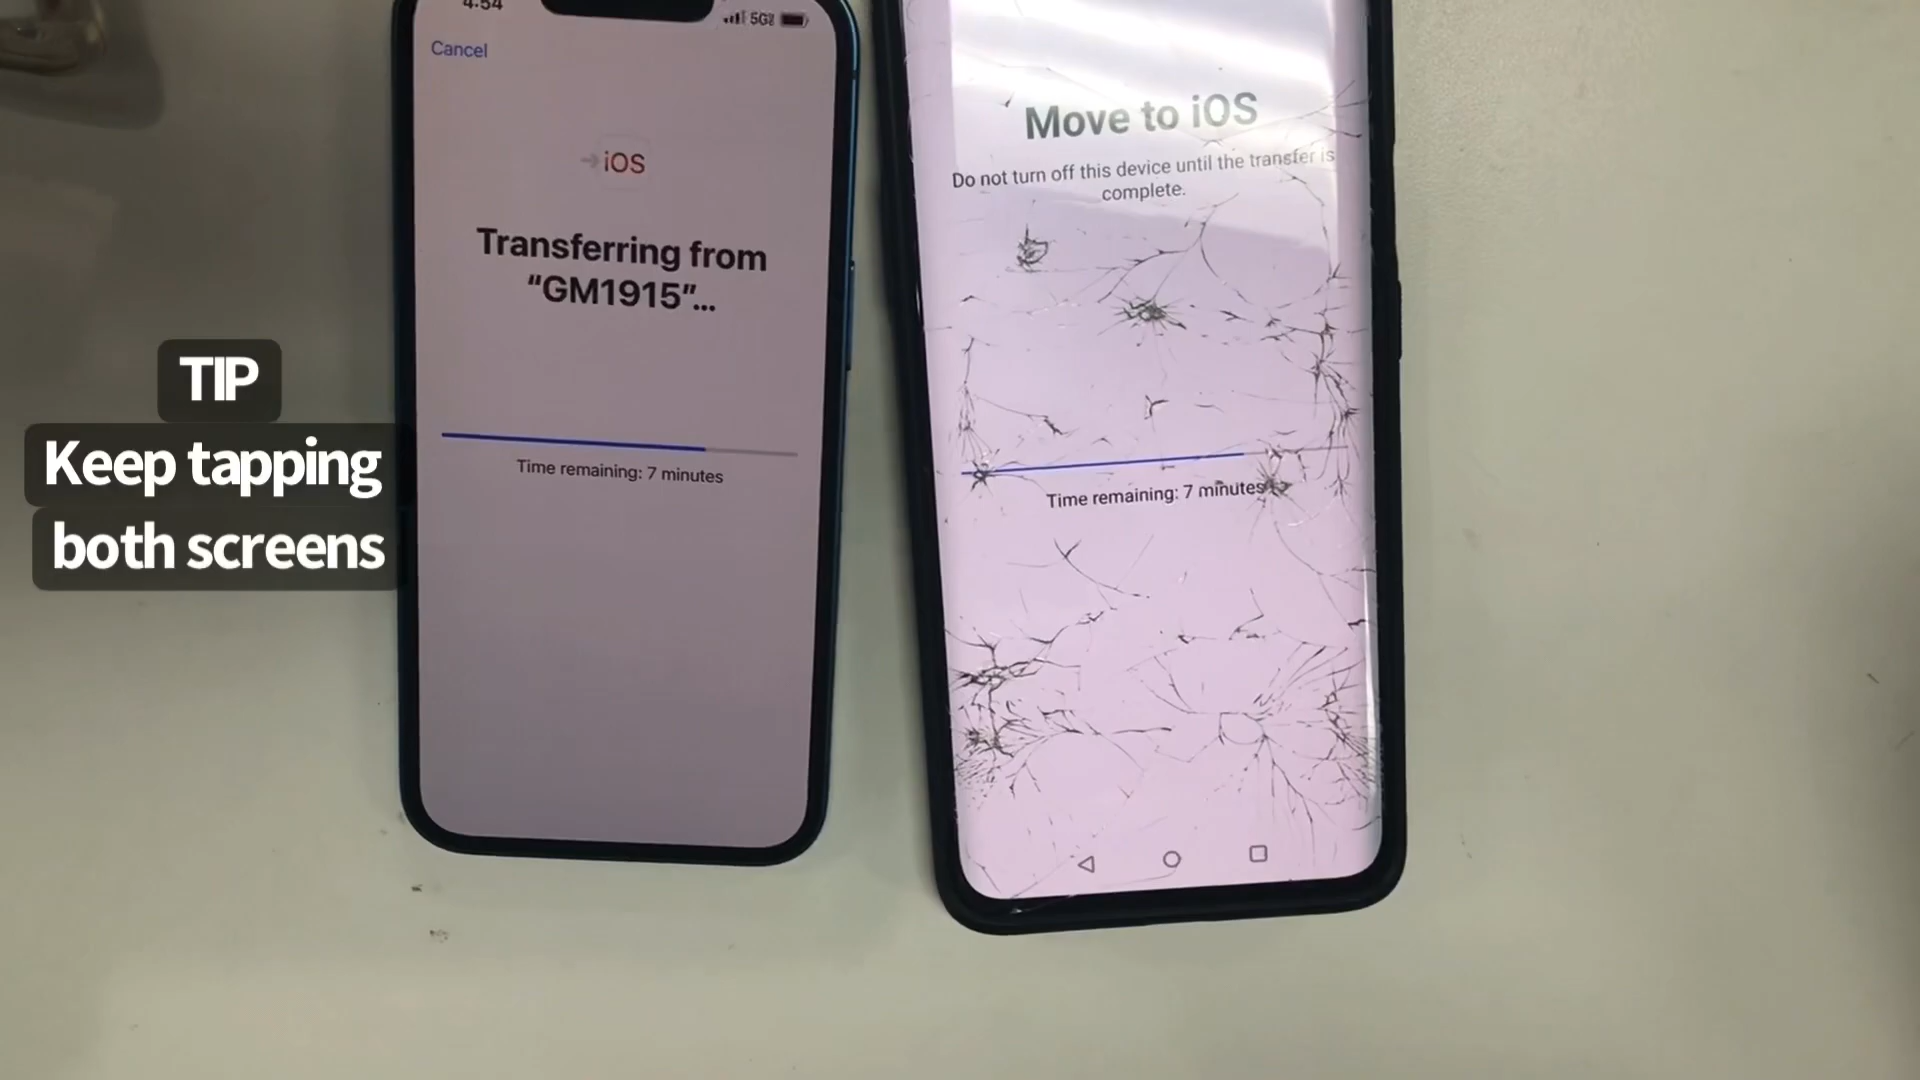 TIP
Keep tapping
both screens
4:54
5G
Cancel
iOS
Transferring from
“GM1915”...
Time remaining: 7 minutes
Move to iOS
Do not turn off this device until the transfer is
complete.
Time remaining: 7 minutes